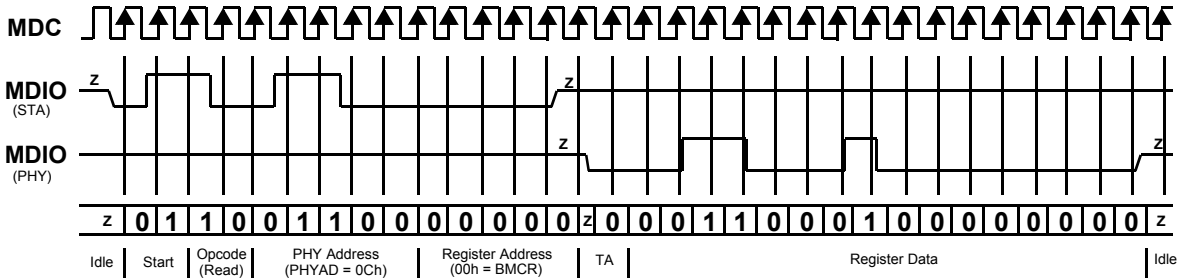 MDC
z
MDIO
(STA)
z
z
MDIO
(PHY)
z
z 0 1 1 0 0 1 1 0 0 0 0 0 0 0 z 0 0 0 1 1 0 0 0 1 0 0 0 0 0 0 0 0 z
Idle
Start
Opcode
(Read)
PHY Address
(PHYAD = 0Ch)
Register Address
(00h = BMCR)
TA
Register Data
Idle